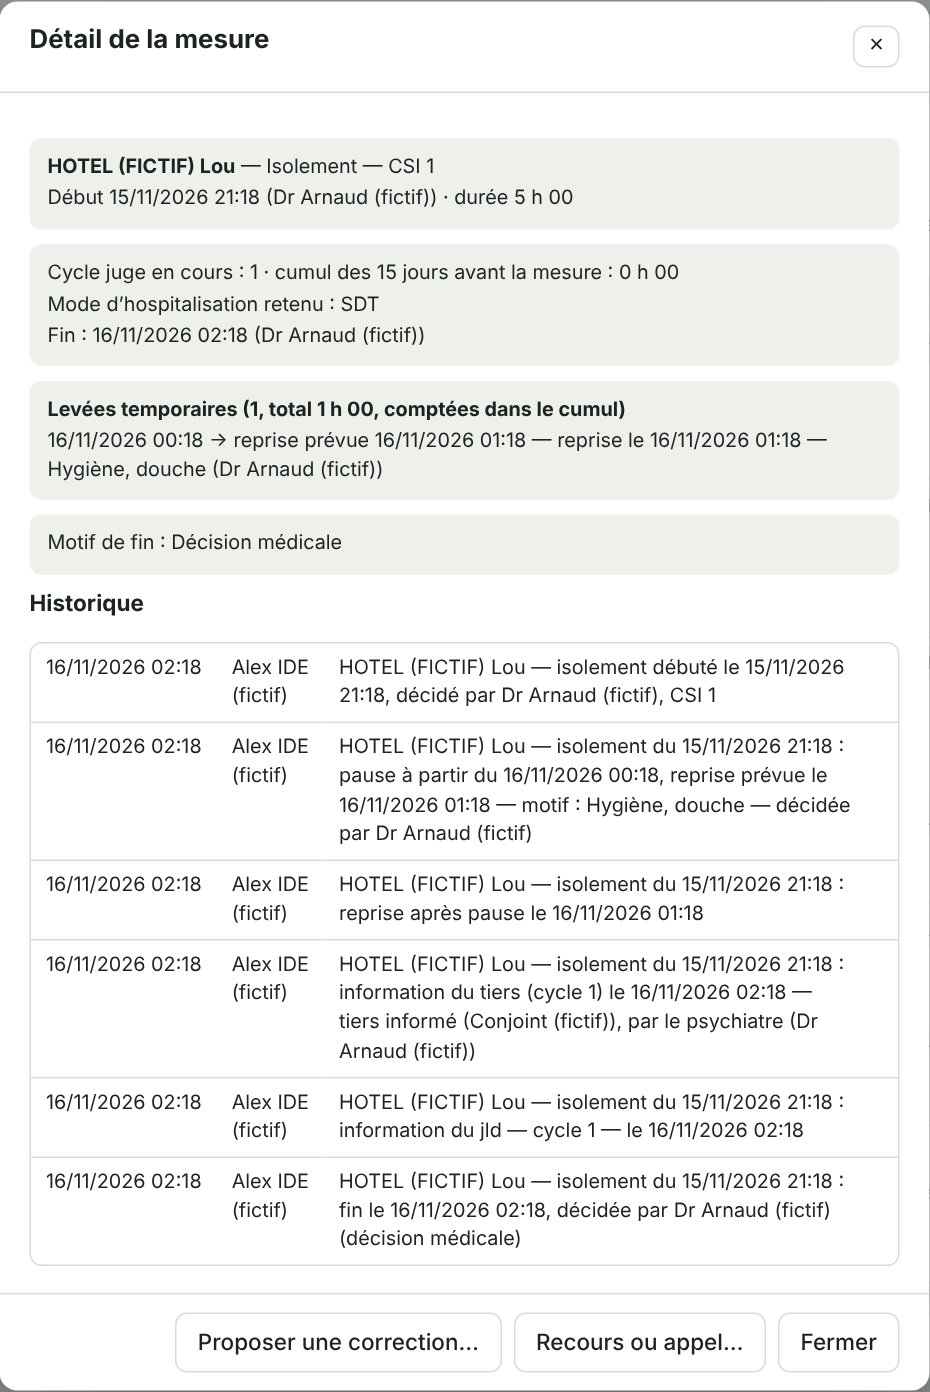 Détail de la mesure
×
HOTEL (FICTIF) Lou — Isolement — CSI 1
Début 15/11/2026 21:18 (Dr Arnaud (fictif)) · durée 5 h 00
Cycle juge en cours : 1 · cumul des 15 jours avant la mesure : 0 h 00
Mode d’hospitalisation retenu : SDT
Fin : 16/11/2026 02:18 (Dr Arnaud (fictif))
Levées temporaires (1, total 1 h 00, comptées dans le cumul)
16/11/2026 00:18 → reprise prévue 16/11/2026 01:18 — reprise le 16/11/2026 01:18 —
Hygiène, douche (Dr Arnaud (fictif))
Motif de fin : Décision médicale
Historique
16/11/2026 02:18 Alex IDE HOTEL (FICTIF) Lou — isolement débuté le 15/11/2026
(fictif) 21:18, décidé par Dr Arnaud (fictif), CSI 1
16/11/2026 02:18 Alex IDE HOTEL (FICTIF) Lou — isolement du 15/11/2026 21:18 :
(fictif) pause à partir du 16/11/2026 00:18, reprise prévue le
16/11/2026 01:18 — motif : Hygiène, douche — décidée
par Dr Arnaud (fictif)
16/11/2026 02:18 Alex IDE HOTEL (FICTIF) Lou — isolement du 15/11/2026 21:18 :
(fictif) reprise après pause le 16/11/2026 01:18
16/11/2026 02:18 Alex IDE HOTEL (FICTIF) Lou — isolement du 15/11/2026 21:18 :
(fictif) information du tiers (cycle 1) le 16/11/2026 02:18 —
tiers informé (Conjoint (fictif)), par le psychiatre (Dr
Arnaud (fictif))
16/11/2026 02:18 Alex IDE HOTEL (FICTIF) Lou — isolement du 15/11/2026 21:18 :
(fictif) information du jld — cycle 1 — le 16/11/2026 02:18
16/11/2026 02:18 Alex IDE HOTEL (FICTIF) Lou — isolement du 15/11/2026 21:18 :
(fictif) fin le 16/11/2026 02:18, décidée par Dr Arnaud (fictif)
(décision médicale)
Proposer une correction... Recours ou appel... Fermer